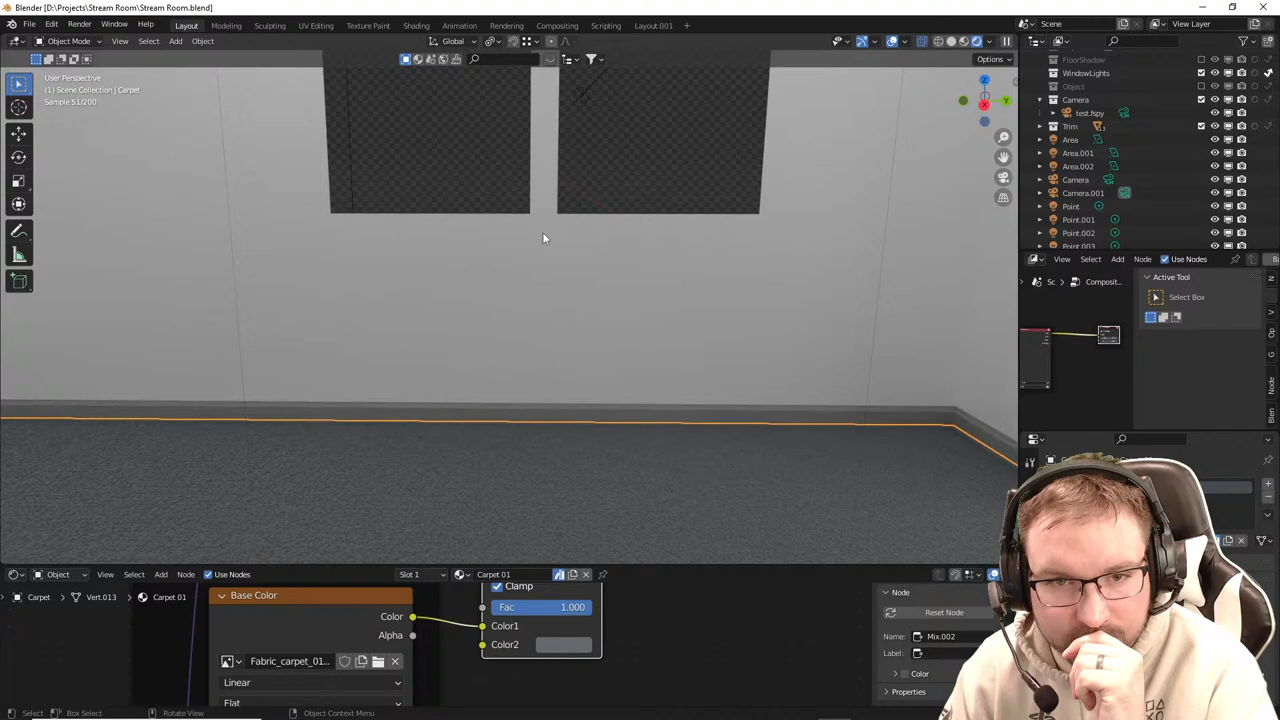 Blender [D:\Projects\Stream Room\Stream Room.blend]
File Edit Render Window Help Layout Modeling Sculpting UV Editing Texture Paint Shading Animation Rendering Compositing Scripting Layout.001 + Scene View Layer
Object Mode View Select Add Object Global
Options
User Perspective
(1) Scene Collection | Carpet
Sample 51/200
FloorShadow
WindowLights
Object
Camera
test.fspy
Trim
Area
Area.001
Area.002
Camera
Camera.001
Point
Point.001
Point.002
Point.003
View Select Add Node Use Nodes
Sc Composit...
Active Tool
Select Box
Node
Object View Select Add Node Use Nodes Slot 1 Carpet 01
Carpet Vert.013 Carpet 01
Base Color
Color
Alpha
Fabric_carpet_01...
Linear
Flat
Clamp
Fac 1.000
Color1
Color2
Node
Reset Node
Name: Mix.002
Label:
Color
Properties
Select Box Select Rotate View Object Context Menu